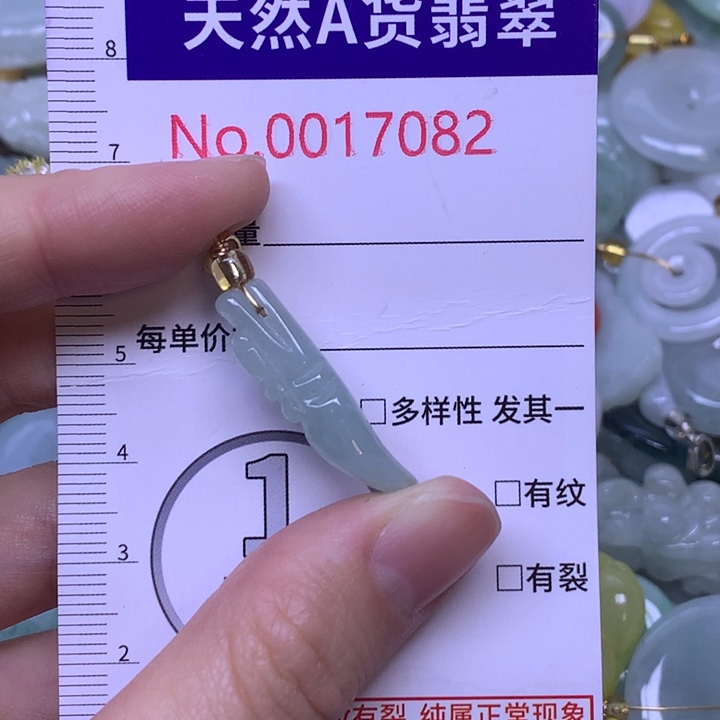 8
天然A货翡翠
No.0017082
7
量
每单价
5
□多样性 发其一
4
1
□有纹
3
□有裂
2
有裂 纯属正常现象